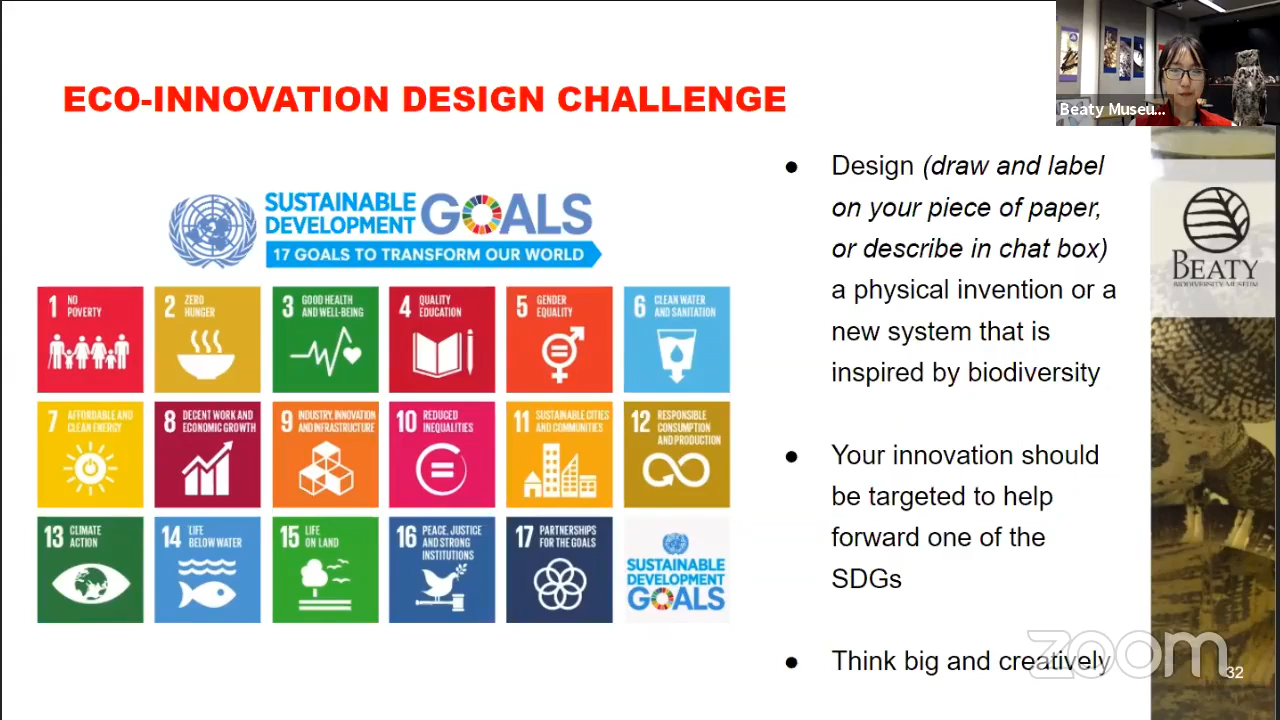 ECO-INNOVATION DESIGN CHALLENGE
Beaty Museu...
SUSTAINABLE
DEVELOPMENT
GOALS
17 GOALS TO TRANSFORM OUR WORLD
1 NO
POVERTY
2 ZERO
HUNGER
3 GOOD HEALTH
AND WELL-BEING
4 QUALITY
EDUCATION
5 GENDER
EQUALITY
6 CLEAN WATER
AND SANITATION
7 AFFORDABLE AND
CLEAN ENERGY
8 DECENT WORK AND
ECONOMIC GROWTH
9 INDUSTRY, INNOVATION
AND INFRASTRUCTURE
10 REDUCED
INEQUALITIES
11 SUSTAINABLE CITIES
AND COMMUNITIES
12 RESPONSIBLE
CONSUMPTION
AND PRODUCTION
13 CLIMATE
ACTION
14 LIFE
BELOW WATER
15 LIFE
ON LAND
16 PEACE, JUSTICE
AND STRONG
INSTITUTIONS
17 PARTNERSHIPS
FOR THE GOALS
SUSTAINABLE
DEVELOPMENT
GOALS
● Design (draw and label
on your piece of paper,
or describe in chat box)
a physical invention or a
new system that is
inspired by biodiversity
● Your innovation should
be targeted to help
forward one of the
SDGs
● Think big and creatively
BEATY
BIODIVERSITY MUSEUM
zoom
32